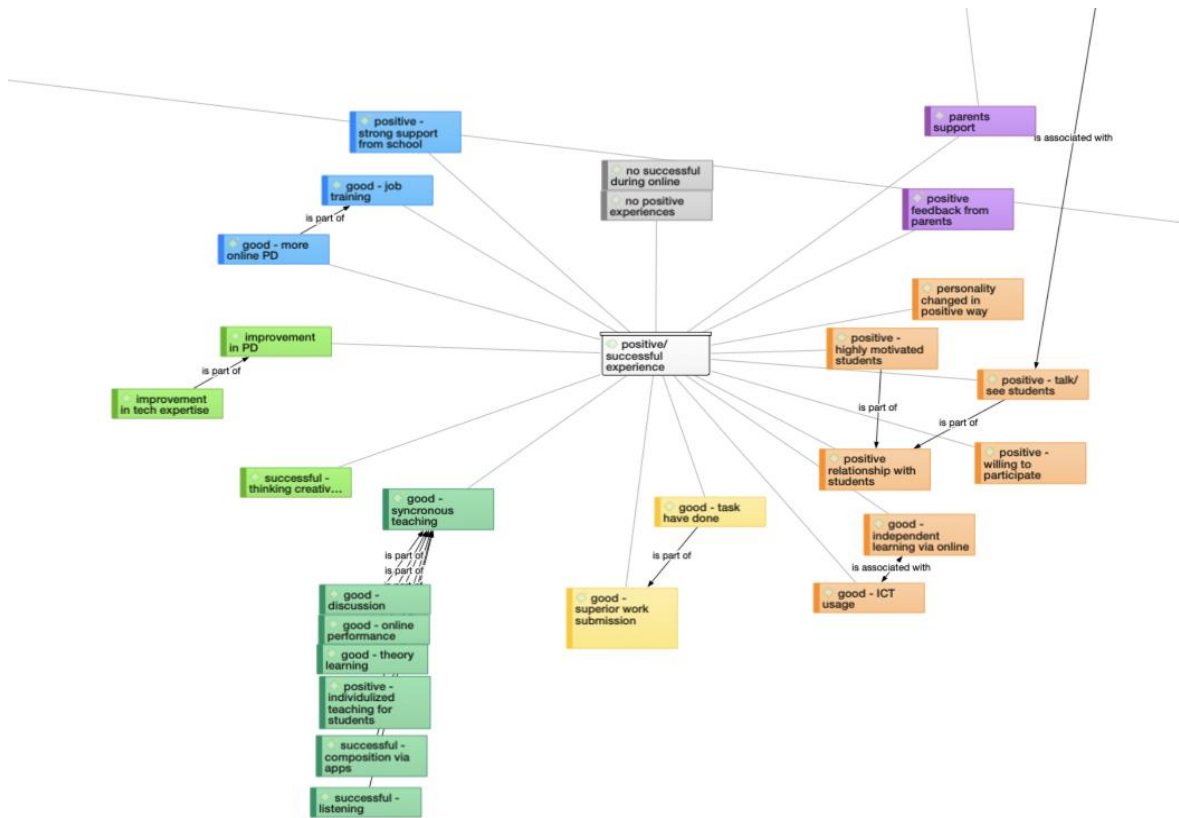 positive -
strong support
from school
parents
support
is associated with
no successful
during online
no positive
experiences
good - job
training
is part of
good - more
online PD
positive
feedback from
parents
personality
changed in
positive way
improvement
in PD
is part of
improvement
in tech expertise
positive/
successful
experience
positive -
highly motivated
students
positive - talk/
see students
is part of
is part of
positive
relationship with
students
positive -
willing to
participate
successful -
thinking creativ...
good -
syncronous
teaching
is part of
is part of
good - task
have done
is part of
good -
superior work
submission
good -
independent
learning via online
is associated with
good - ICT
usage
good -
discussion
good - online
performance
good - theory
learning
positive -
individulized
teaching for
students
successful -
composition via
apps
successful -
listening